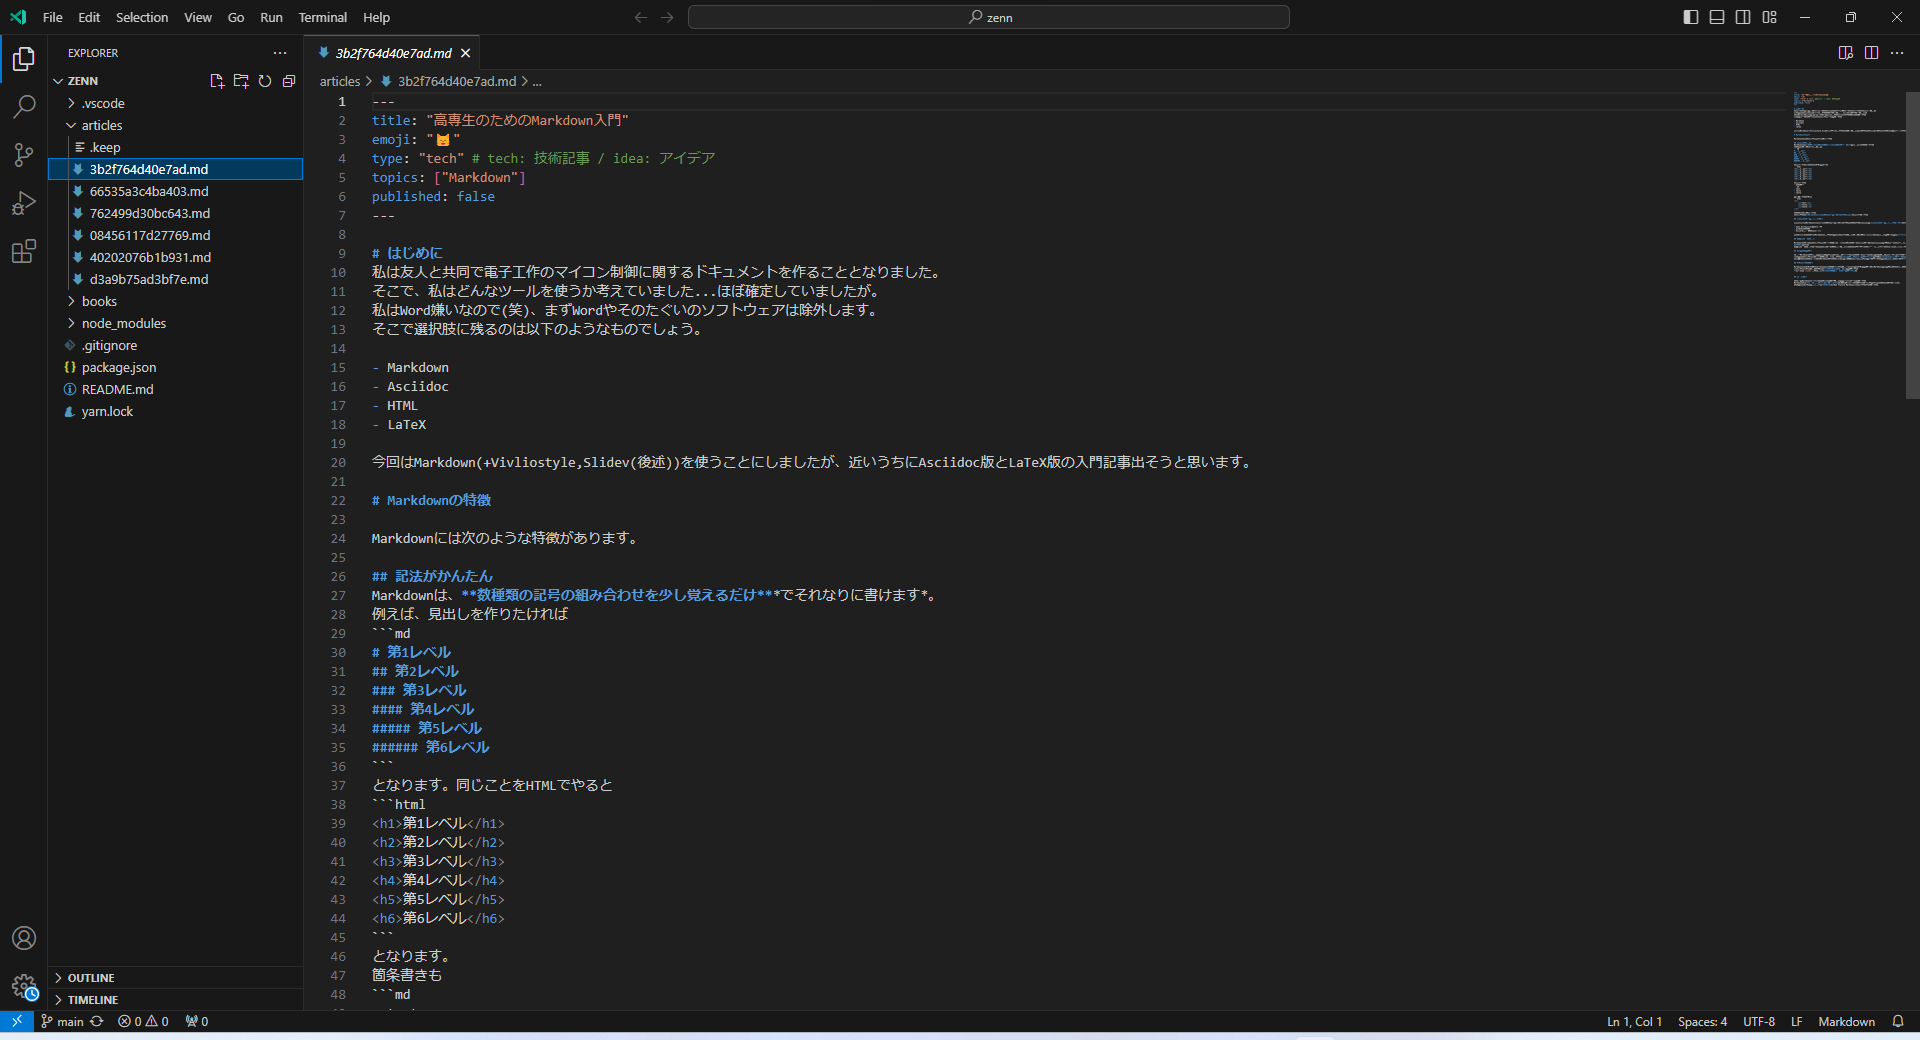 File Edit Selection View Go Run Terminal Help
zenn
EXPLORER
ZENN
.vscode
articles
.keep
3b2f764d40e7ad.md
66535a3c4ba403.md
762499d30bc643.md
08456117d27769.md
40202076b1b931.md
d3a9b75ad3bf7e.md
books
node_modules
.gitignore
package.json
README.md
yarn.lock
OUTLINE
TIMELINE
3b2f764d40e7ad.md
articles > 3b2f764d40e7ad.md > ...
1 ---
2 title: "高専生のためのMarkdown入門"
3 emoji: "😺"
4 type: "tech" # tech: 技術記事 / idea: アイデア
5 topics: ["Markdown"]
6 published: false
7 ---
8
9 # はじめに
10 私は友人と共同で電子工作のマイコン制御に関するドキュメントを作ることとなりました。
11 そこで、私はどんなツールを使うか考えていました...ほぼ確定していましたが。
12 私はWord嫌いなので(笑)、まずWordやそのたぐいのソフトウェアは除外します。
13 そこで選択肢に残るのは以下のようなものでしょう。
14
15 - Markdown
16 - Asciidoc
17 - HTML
18 - LaTeX
19
20 今回はMarkdown(+Vivliostyle,Slidev(後述))を使うことにしましたが、近いうちにAsciidoc版とLaTeX版の入門記事出そうと思います。
21
22 # Markdownの特徴
23
24 Markdownには次のような特徴があります。
25
26 ## 記法がかんたん
27 Markdownは、**数種類の記号の組み合わせを少し覚えるだけ***でそれなりに書けます*。
28 例えば、見出しを作りたければ
29 ```md
30 # 第1レベル
31 ## 第2レベル
32 ### 第3レベル
33 #### 第4レベル
34 ##### 第5レベル
35 ###### 第6レベル
36 ```
37 となります。同じことをHTMLでやると
38 ```html
39 <h1>第1レベル</h1>
40 <h2>第2レベル</h2>
41 <h3>第3レベル</h3>
42 <h4>第4レベル</h4>
43 <h5>第5レベル</h5>
44 <h6>第6レベル</h6>
45 ```
46 となります。
47 箇条書きも
48 ```md
main 0 0 0
Ln 1, Col 1 Spaces: 4 UTF-8 LF Markdown